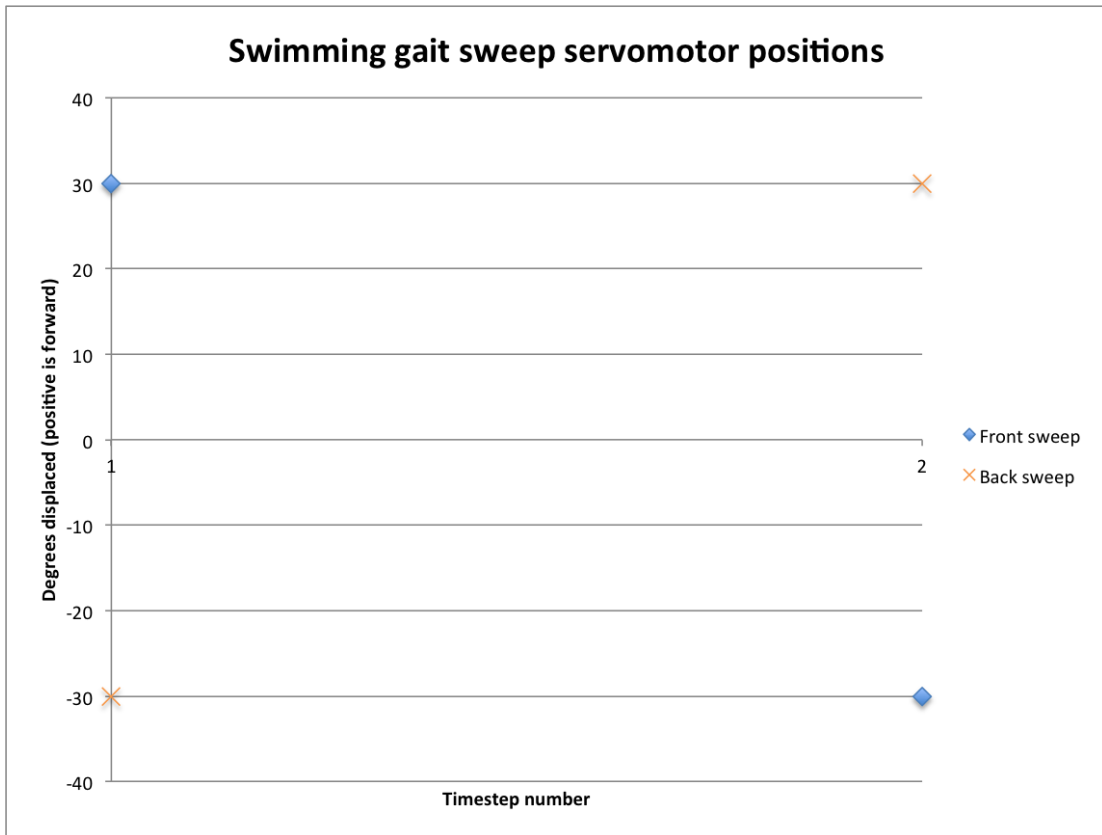 Swimming gait sweep servomotor positions
40
30
20
10
0
-10
-20
-30
-40
1
2
Degrees displaced (positive is forward)
Timestep number
Front sweep
Back sweep